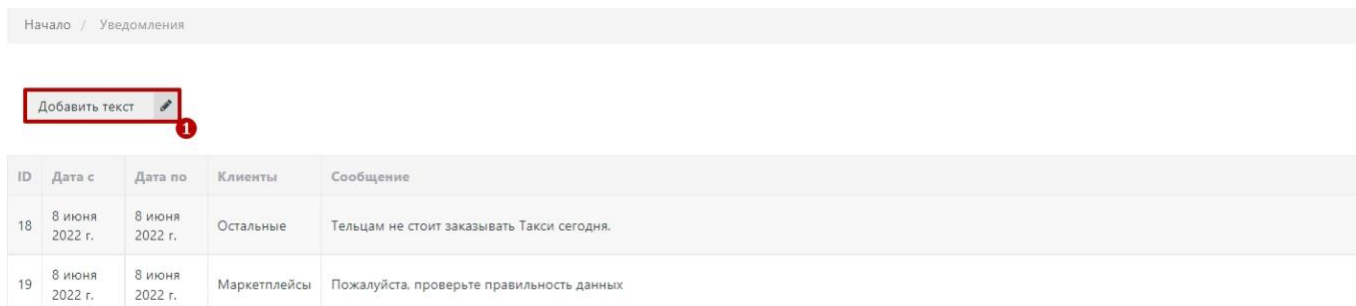 Начало / Уведомления
Добавить текст
1
ID Дата с Дата по Клиенты Сообщение
18 8 июня 2022 г. 8 июня 2022 г. Остальные Тельцам не стоит заказывать Такси сегодня.
19 8 июня 2022 г. 8 июня 2022 г. Маркетплейсы Пожалуйста, проверьте правильность данных